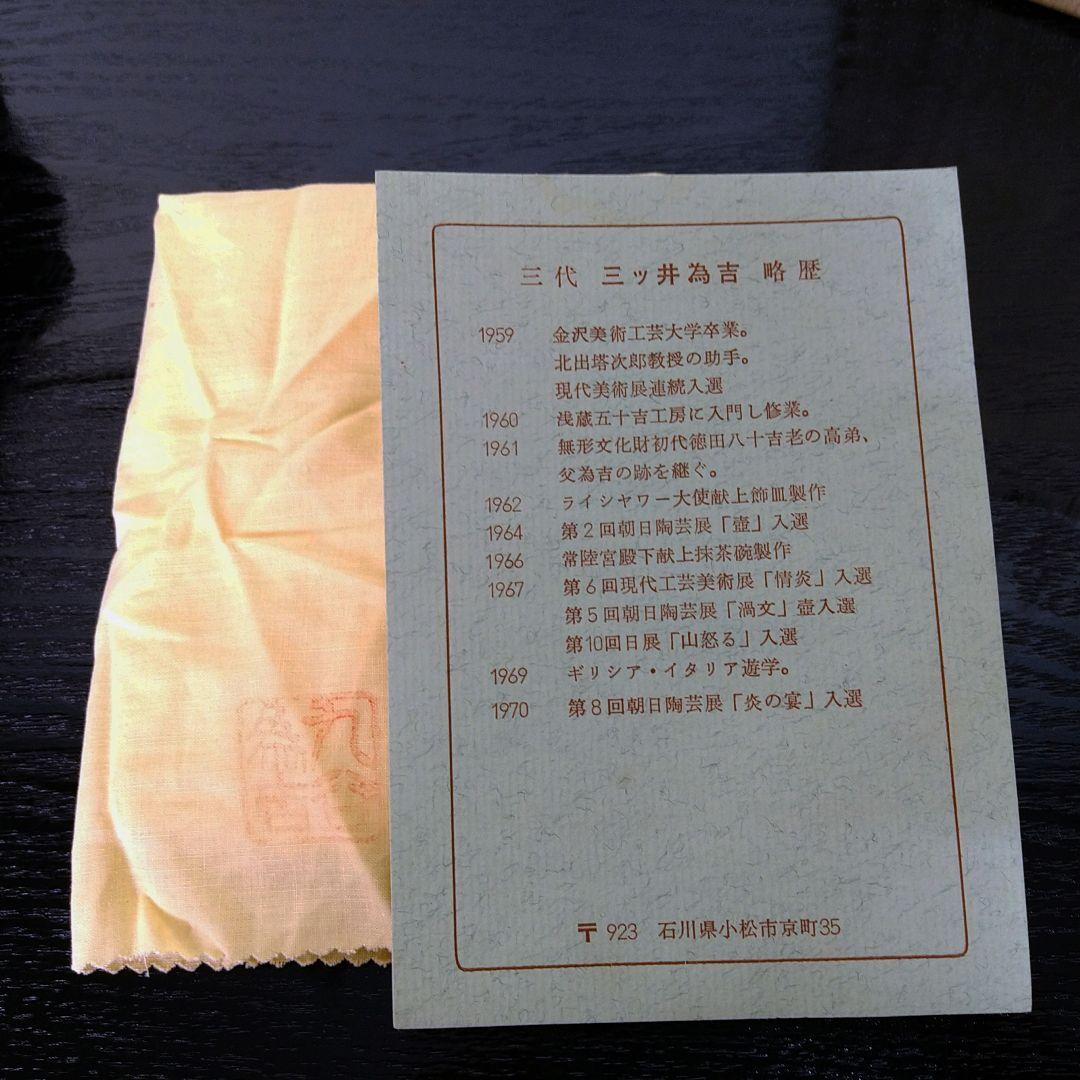 三代 三ッ井為吉 略歴
1959 金沢美術工芸大学卒業。
北出塔次郎教授の助手。
現代美術展連続入選
1960 浅蔵五十吉工房に入門し修業。
1961 無形文化財初代徳田八十吉老の高弟、
父為吉の跡を継ぐ。
1962 ライシャワー大使献上飾皿製作
1964 第2回朝日陶芸展「壺」入選
1966 常陸宮殿下献上抹茶碗製作
1967 第6回現代工芸美術展「情炎」入選
第5回朝日陶芸展「渦文」壺入選
第10回日展「山怒る」入選
1969 ギリシア・イタリア遊学。
1970 第8回朝日陶芸展「炎の宴」入選
〒 923 石川県小松市京町35